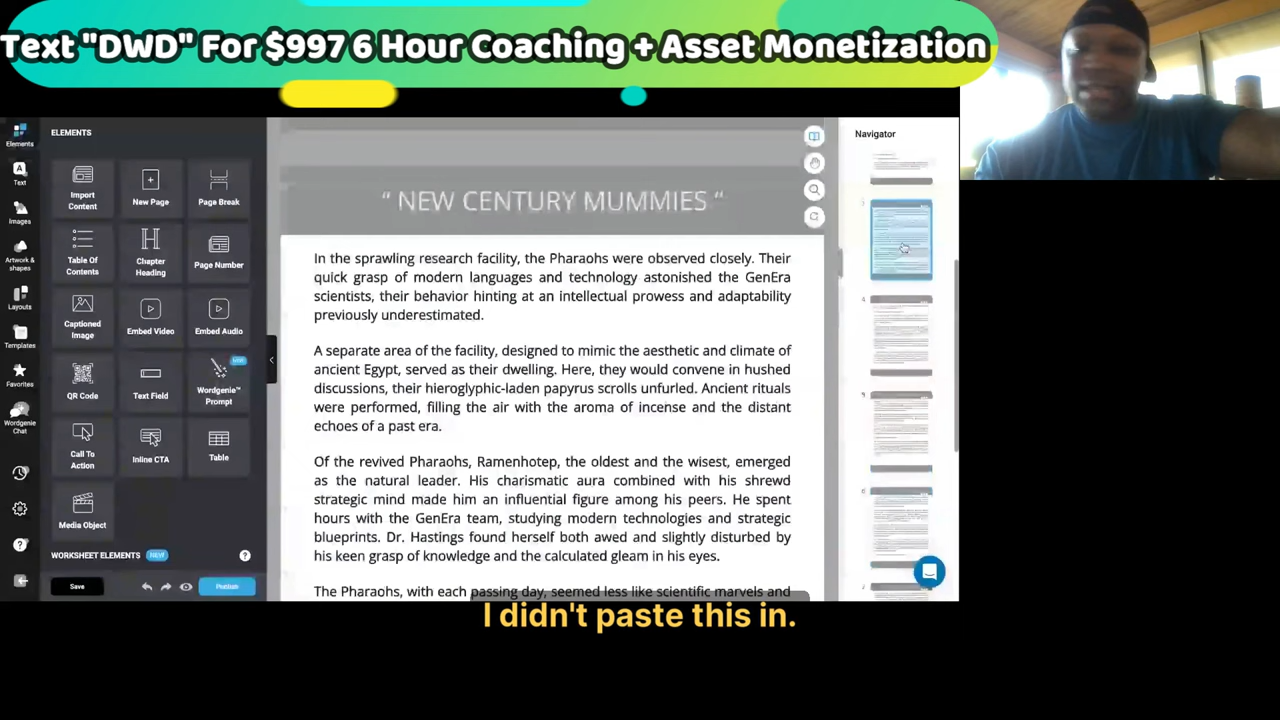 Text "DWD" For $997 6 Hour Coaching + Asset Monetization
Elements
Text
Images
Artwork & shapes
Layouts
Templates
Favorites
Wordgenie Chat
ELEMENTS
Import Content
New Page
Page Break
Table Of Contents
Chapter Heading
Captioned Image
Embed Video
Embed Audio
NEW
QR Code
Text Field
Wordgenie™ Prompt
Call To Action
Inline CTA
Table
Media Object
WORKSHEET ELEMENTS NEW ?
Save
Publish
" NEW CENTURY MUMMIES "
In the sprawling research facility, the Pharaohs were observed closely. Their
quick grasp of modern languages and technology astonished the GenEra
scientists, their behavior hinting at an intellectual prowess and adaptability
previously underestimated.
A separate area of the facility, designed to mimic the aesthetic and climate of
their dwelling. Here, they would convene in hushed
discussions, their hieroglyphic-laden papyrus scrolls unfurled. Ancient rituals
were performed, filling the air with the aroma of incense and the distant
echoes of a past era.
Of the revived Pharaohs, Ramenhotep, the oldest and the wisest, emerged
as the natural leader. His charismatic aura combined with his shrewd
strategic mind made him an influential figure among his peers. He spent
hours with the GenEra team, studying modern technologies and strategic
blueprints. Dr. Hastings found herself both awed and slightly disturbed by
his keen grasp of knowledge and the calculated gleam in his eyes.
The Pharaohs, with each passing day, seemed less like scientific marvels and
Navigator
4
6
I didn't paste this in.